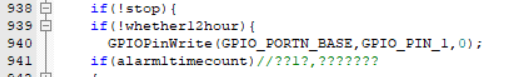 938 if(!stop){
939 if(!whether12hour){
940 GPIOPinWrite(GPIO_PORTN_BASE,GPIO_PIN_1,0);
941 if(alarm1timecount)//??1?,???????